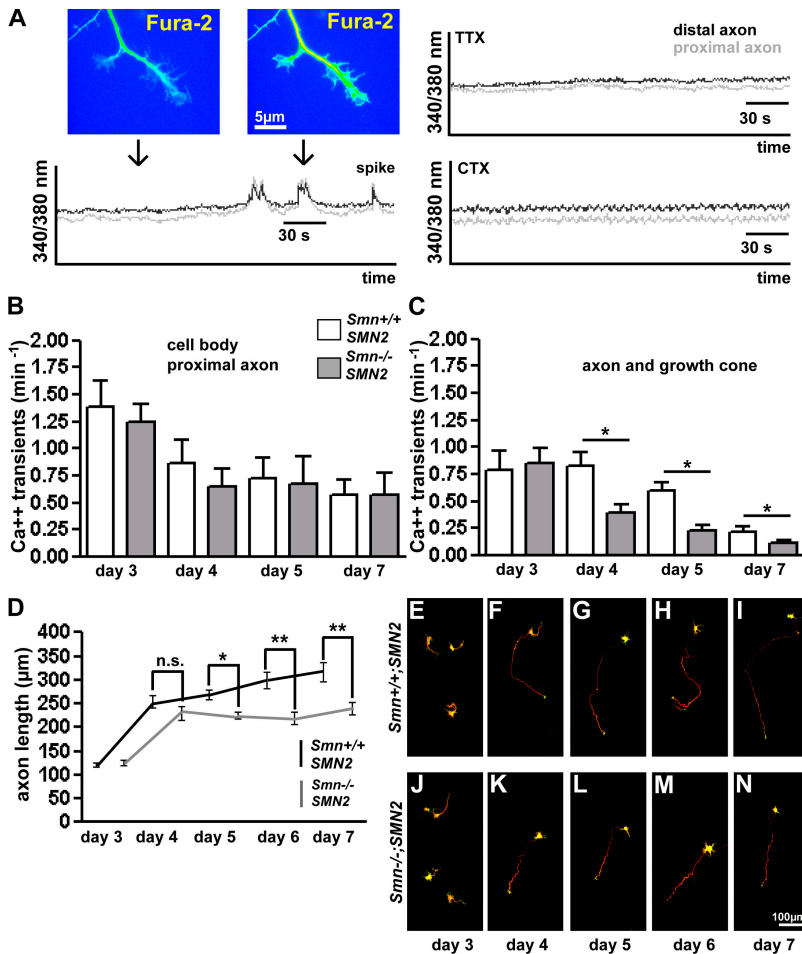 A
Fura-2
Fura-2
5µm
340/380 nm
spike
30 s
time
TTX
distal axon
proximal axon
340/380 nm
30 s
time
CTX
340/380 nm
30 s
time
B
Smn+/+
SMN2
Smn-/-
SMN2
cell body
proximal axon
Ca++ transients (min -1)
2.00
1.75
1.50
1.25
1.00
0.75
0.50
0.25
0.00
day 3 day 4 day 5 day 7
C
axon and growth cone
Ca++ transients (min -1)
2.00
1.75
1.50
1.25
1.00
0.75
0.50
0.25
0.00
* * *
day 3 day 4 day 5 day 7
D
axon length (µm)
400
350
300
250
200
150
100
50
0
n.s. * ** **
Smn+/+
SMN2
Smn-/-
SMN2
day 3 day 4 day 5 day 6 day 7
Smn+/+;SMN2
E F G H I
Smn-/-;SMN2
J K L M N
100µm
day 3 day 4 day 5 day 6 day 7